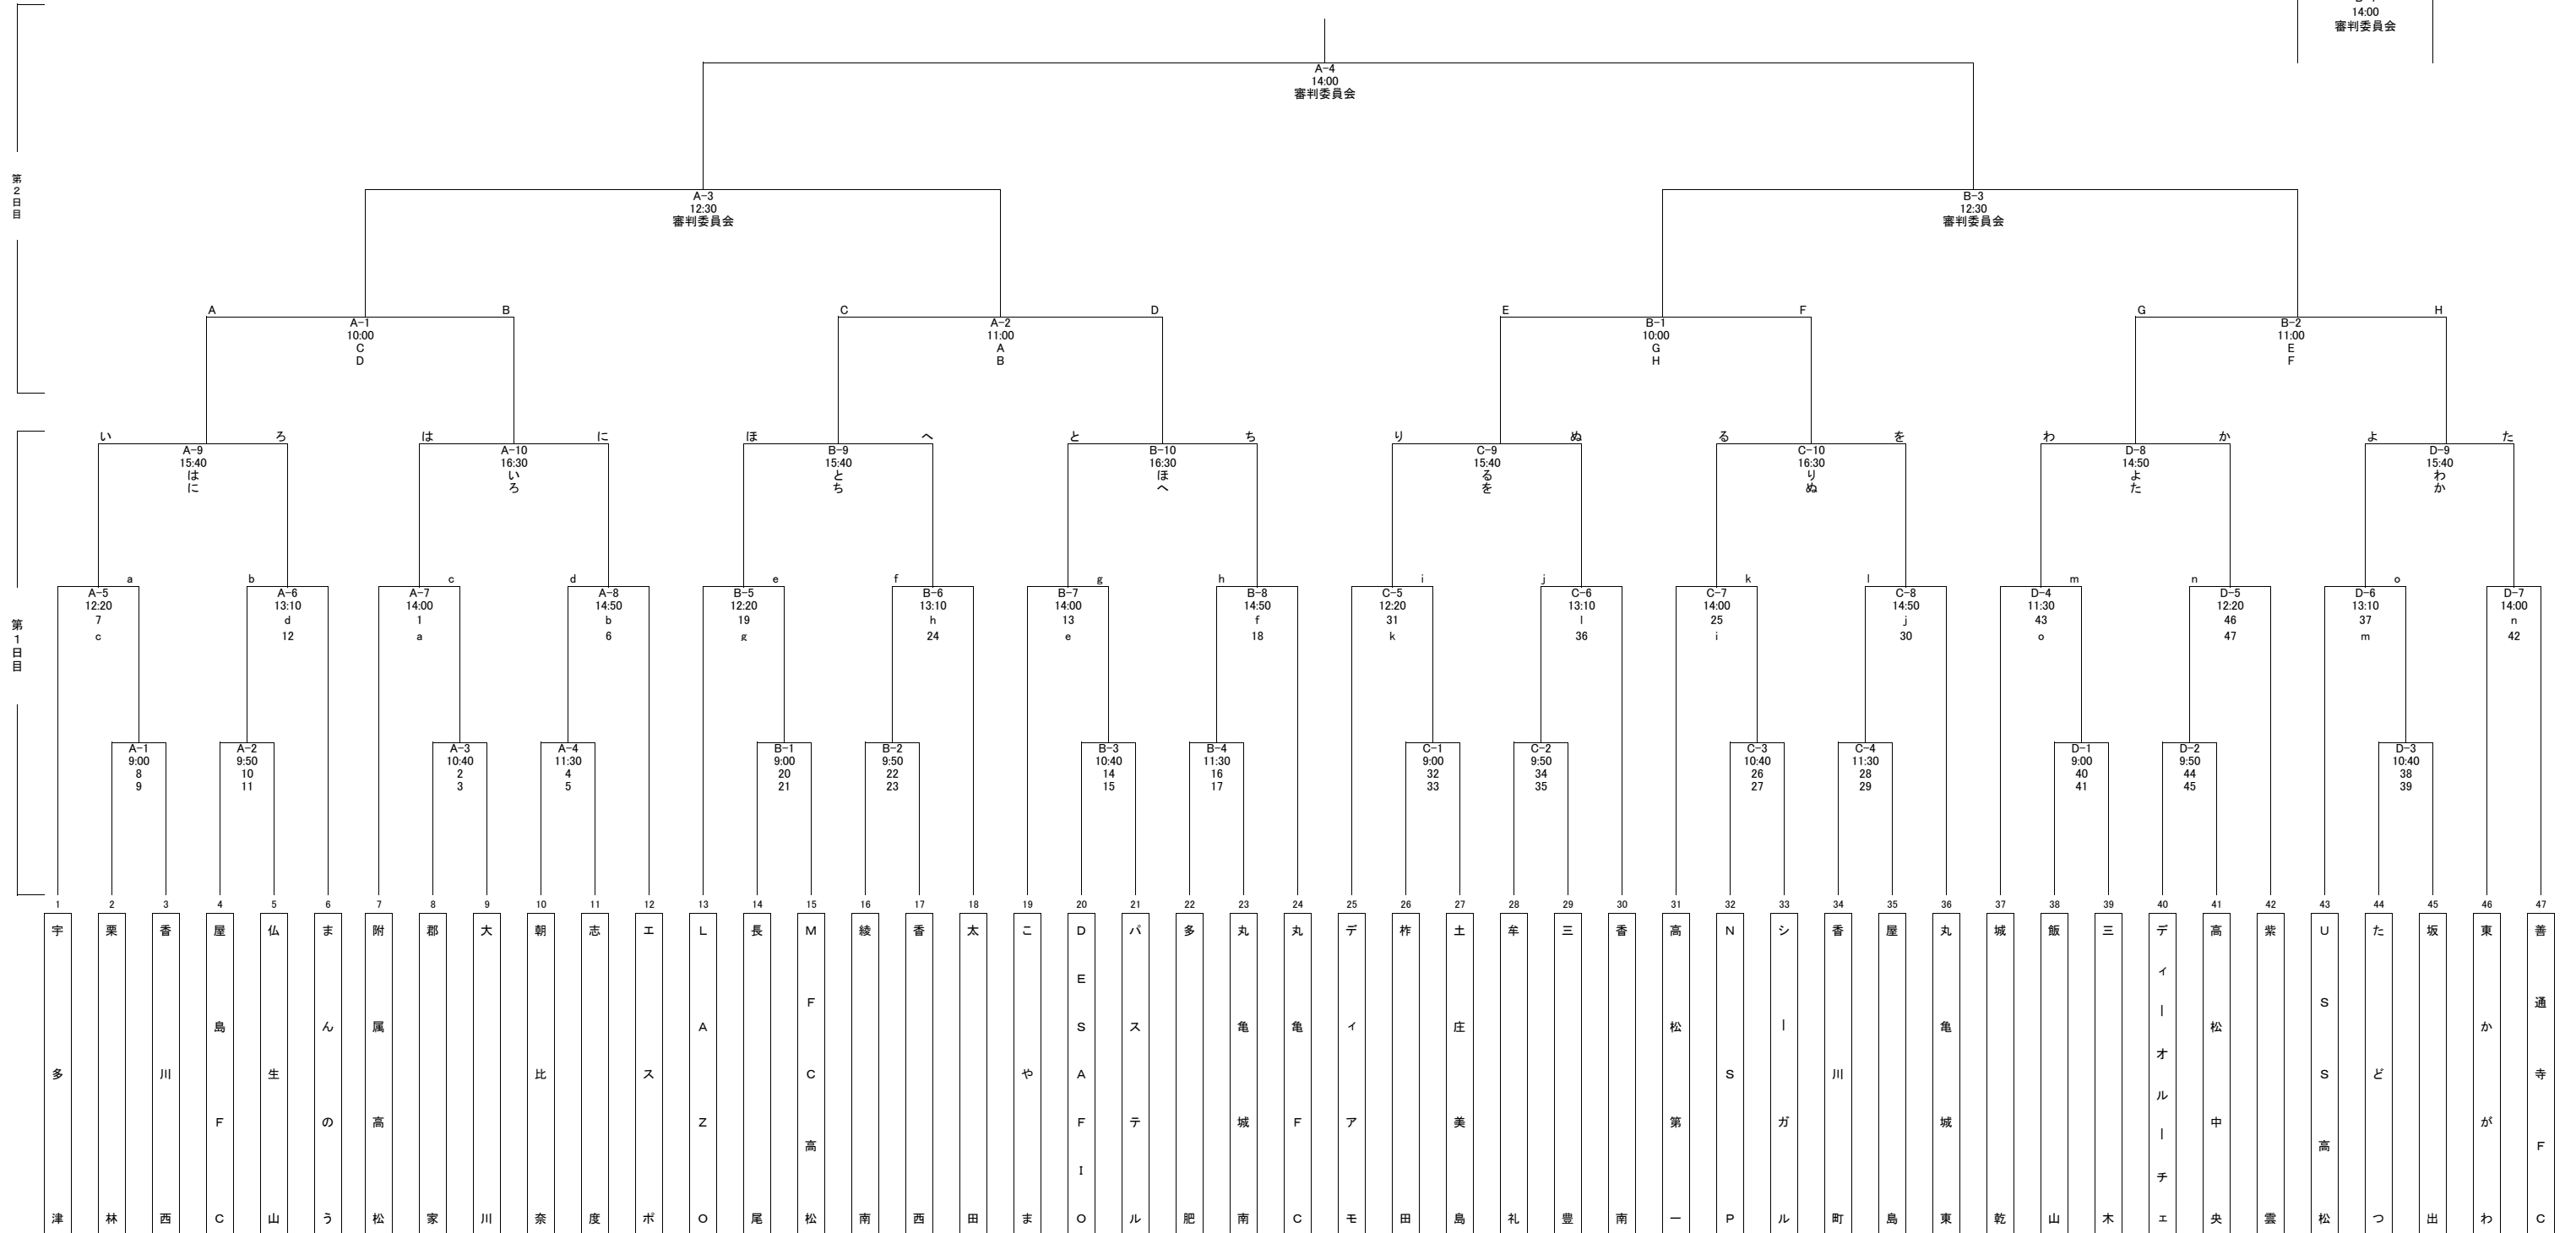 14:00
審判委員会
A-4
14:00
審判委員会
第2日目
A-3
12:30
審判委員会
B-3
12:30
審判委員会
A B C D E F G H
A-1
10:00
C
D
A-2
11:00
A
B
B-1
10:00
G
H
B-2
11:00
E
F
い ろ は に ほ へ と ち り ぬ る を わ か よ た
A-9
15:40
はに
A-10
16:30
いろ
B-9
15:40
とち
B-10
16:30
ほへ
C-9
15:40
るを
C-10
16:30
りぬ
D-8
14:50
よた
D-9
15:40
わか
第1日目
a b c d e f g h i j k l m n o
A-5
12:20
7
c
A-6
13:10
d
12
A-7
14:00
1
a
A-8
14:50
b
6
B-5
12:20
19
g
B-6
13:10
h
24
B-7
14:00
13
e
B-8
14:50
f
18
C-5
12:20
31
k
C-6
13:10
l
36
C-7
14:00
25
i
C-8
14:50
j
30
D-4
11:30
43
o
D-5
12:20
46
47
D-6
13:10
37
m
D-7
14:00
n
42
A-1
9:00
8
9
A-2
9:50
10
11
A-3
10:40
2
3
A-4
11:30
4
5
B-1
9:00
20
21
B-2
9:50
22
23
B-3
10:40
14
15
B-4
11:30
16
17
C-1
9:00
32
33
C-2
9:50
34
35
C-3
10:40
26
27
C-4
11:30
28
29
D-1
9:00
40
41
D-2
9:50
44
45
D-3
10:40
38
39
1 2 3 4 5 6 7 8 9 10 11 12 13 14 15 16 17 18 19 20 21 22 23 24 25 26 27 28 29 30 31 32 33 34 35 36 37 38 39 40 41 42 43 44 45 46 47
宇多津
栗林
香川西
屋島FC
仏生山
まんのう
附属高松
郡家
大川
朝比奈
志度
エスポ
LAZO
長尾
MFC高松
綾南
香西
太田
こやま
DESAFIO
パステル
多肥
丸亀城南
丸亀FC
ディアモ
柞田
土庄美島
牟礼
三豊
香南
高松第一
NSP
シーガル
香川町
屋島
丸亀城東
城乾
飯山
三木
ディーオルーチェ
高松中央
紫雲
USS高松
たどつ
坂出
東かがわ
善通寺FC